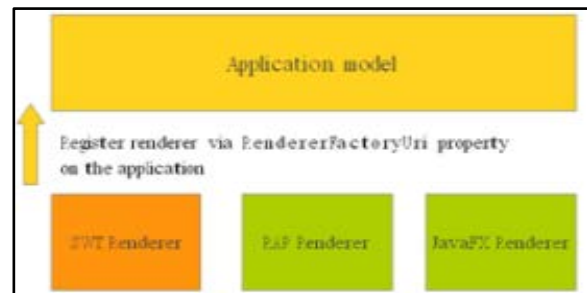 Application model
Register renderer via RendererFactoryUri property
on the application
SWT Renderer
RAP Renderer
JavaFX Renderer